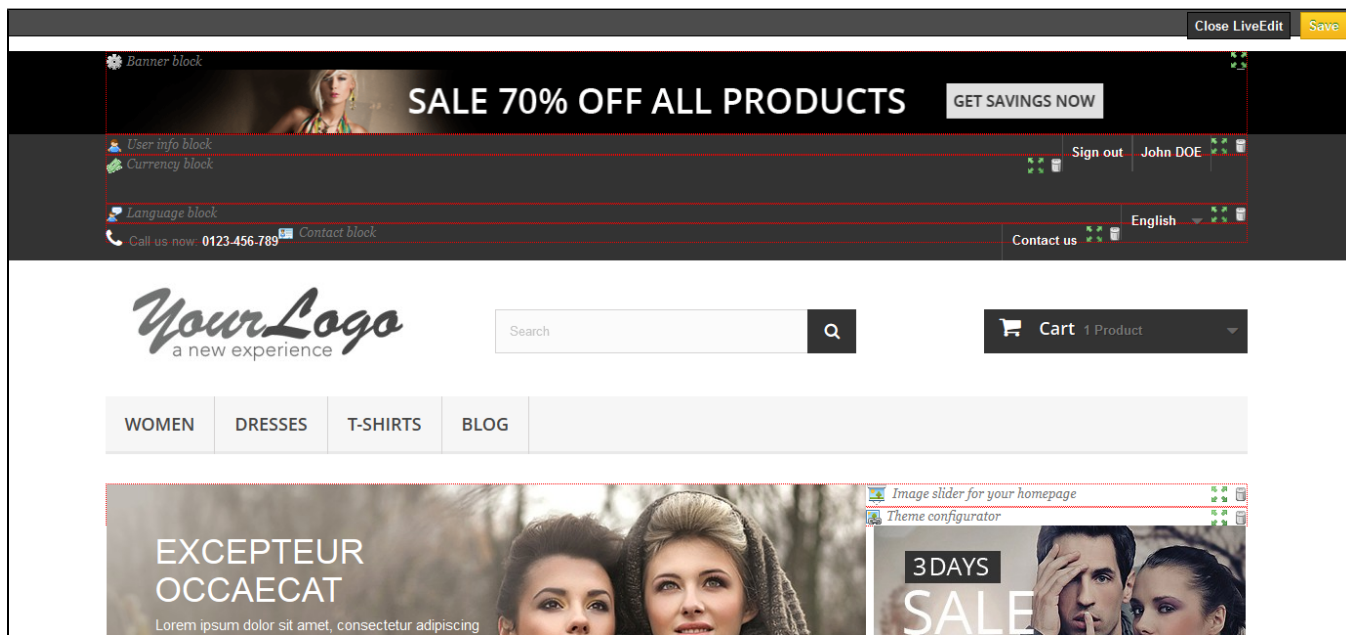 Close LiveEdit Save
Banner block
SALE 70% OFF ALL PRODUCTS GET SAVINGS NOW
User info block Sign out John DOE
Currency block
Language block English
Call us now: 0123-456-789 Contact block Contact us
YourLogo
a new experience
Search
Cart 1 Product
WOMEN DRESSES T-SHIRTS BLOG
Image slider for your homepage
Theme configurator
EXCEPTEUR
OCCAECAT
Lorem ipsum dolor sit amet, consectetur adipiscing
3DAYS
SALE